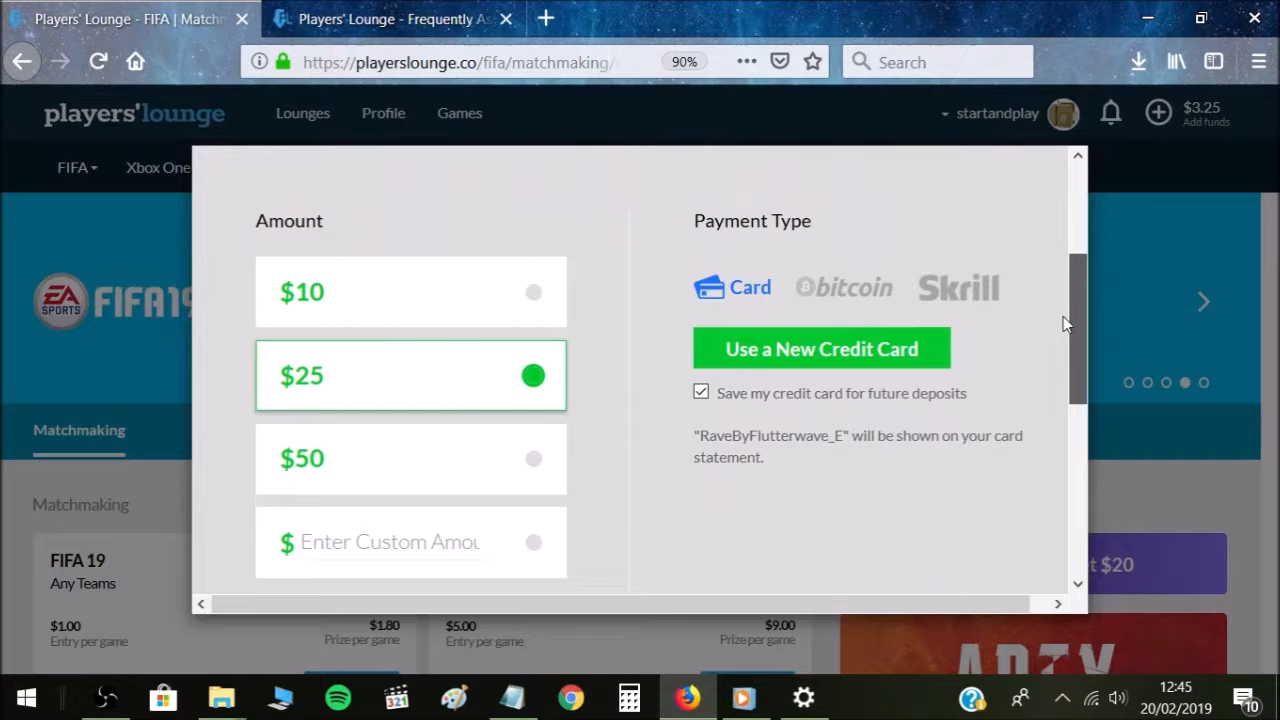 Players' Lounge - FIFA | Matchm
Players' Lounge - Frequently As
https://playerslounge.co/fifa/matchmaking/
90%
Search
players'lounge
Lounges
Profile
Games
startandplay
$3.25
Add funds
FIFA
Xbox One
Amount
Payment Type
$10
Card
bitcoin
Skrill
$25
Use a New Credit Card
Save my credit card for future deposits
"RaveByFlutterwave_E" will be shown on your card
statement.
$50
$ Enter Custom Amou
EA
SPORTS
FIFA19
Matchmaking
Matchmaking
FIFA 19
Any Teams
$1.00
Entry per game
$1.80
Prize per game
$5.00
Entry per game
$9.00
Prize per game
t $20
321
12:45
20/02/2019
10